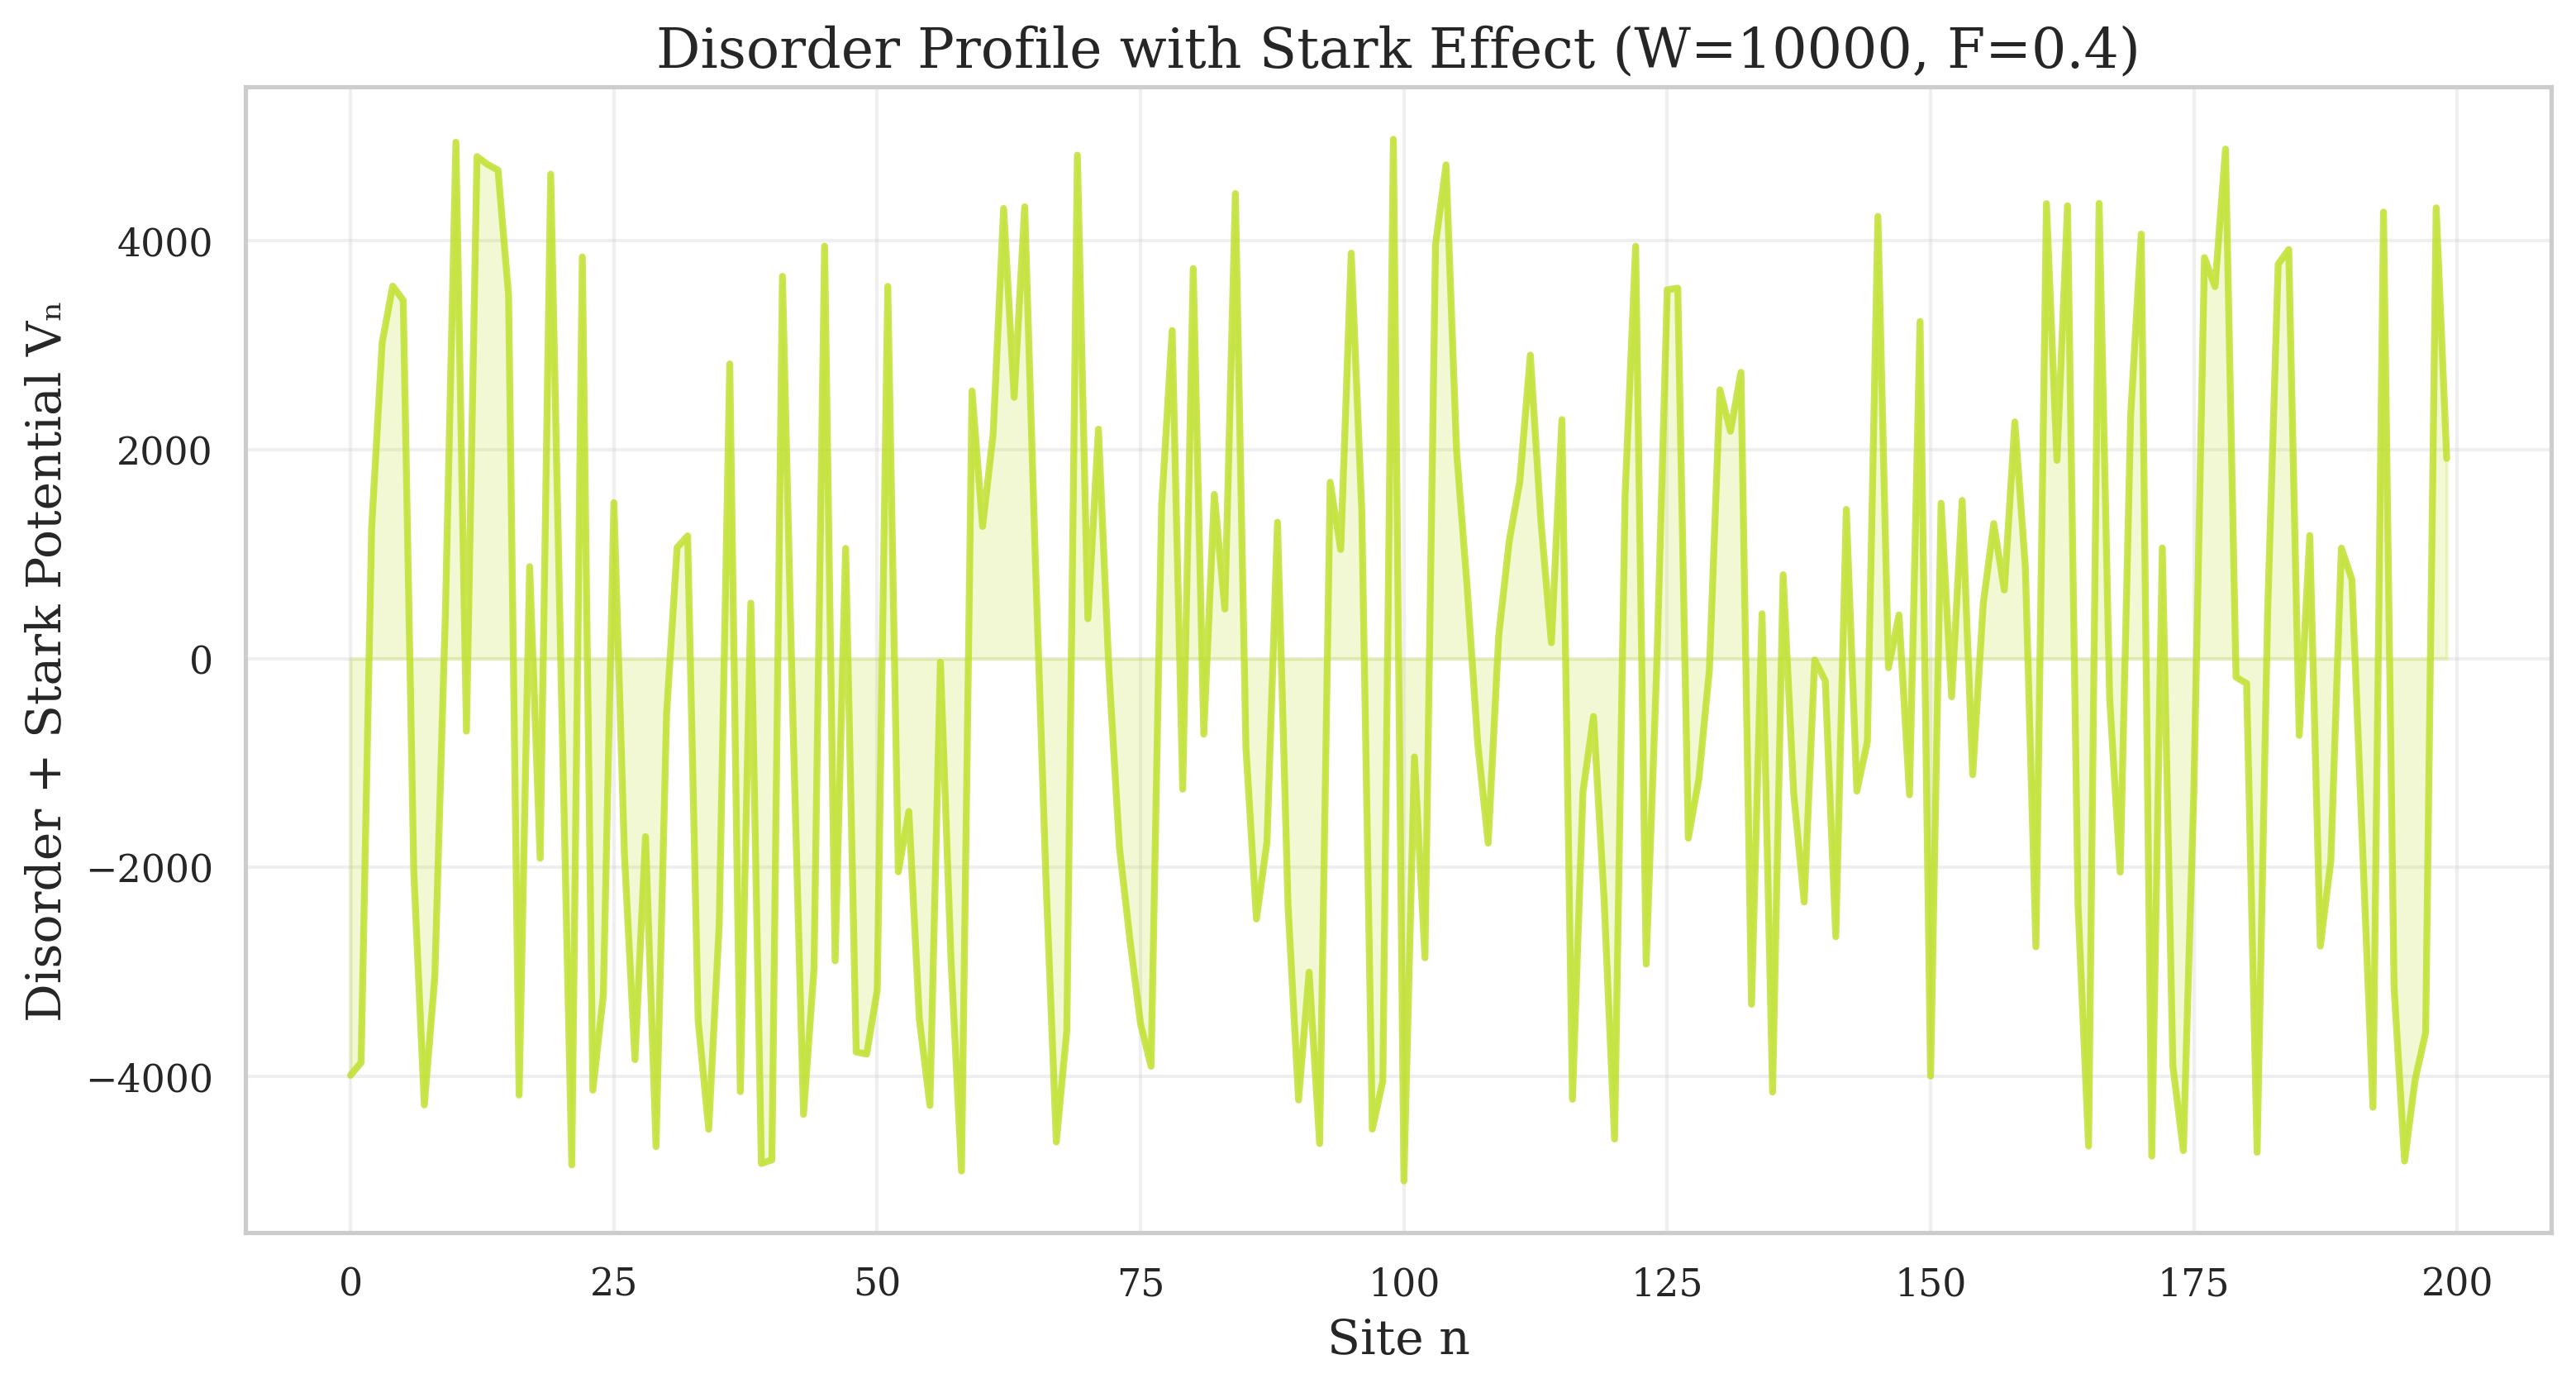 Disorder Profile with Stark Effect (W=10000, F=0.4)
Disorder + Stark Potential Vₙ
4000
2000
0
−2000
−4000
0 25 50 75 100 125 150 175 200
Site n